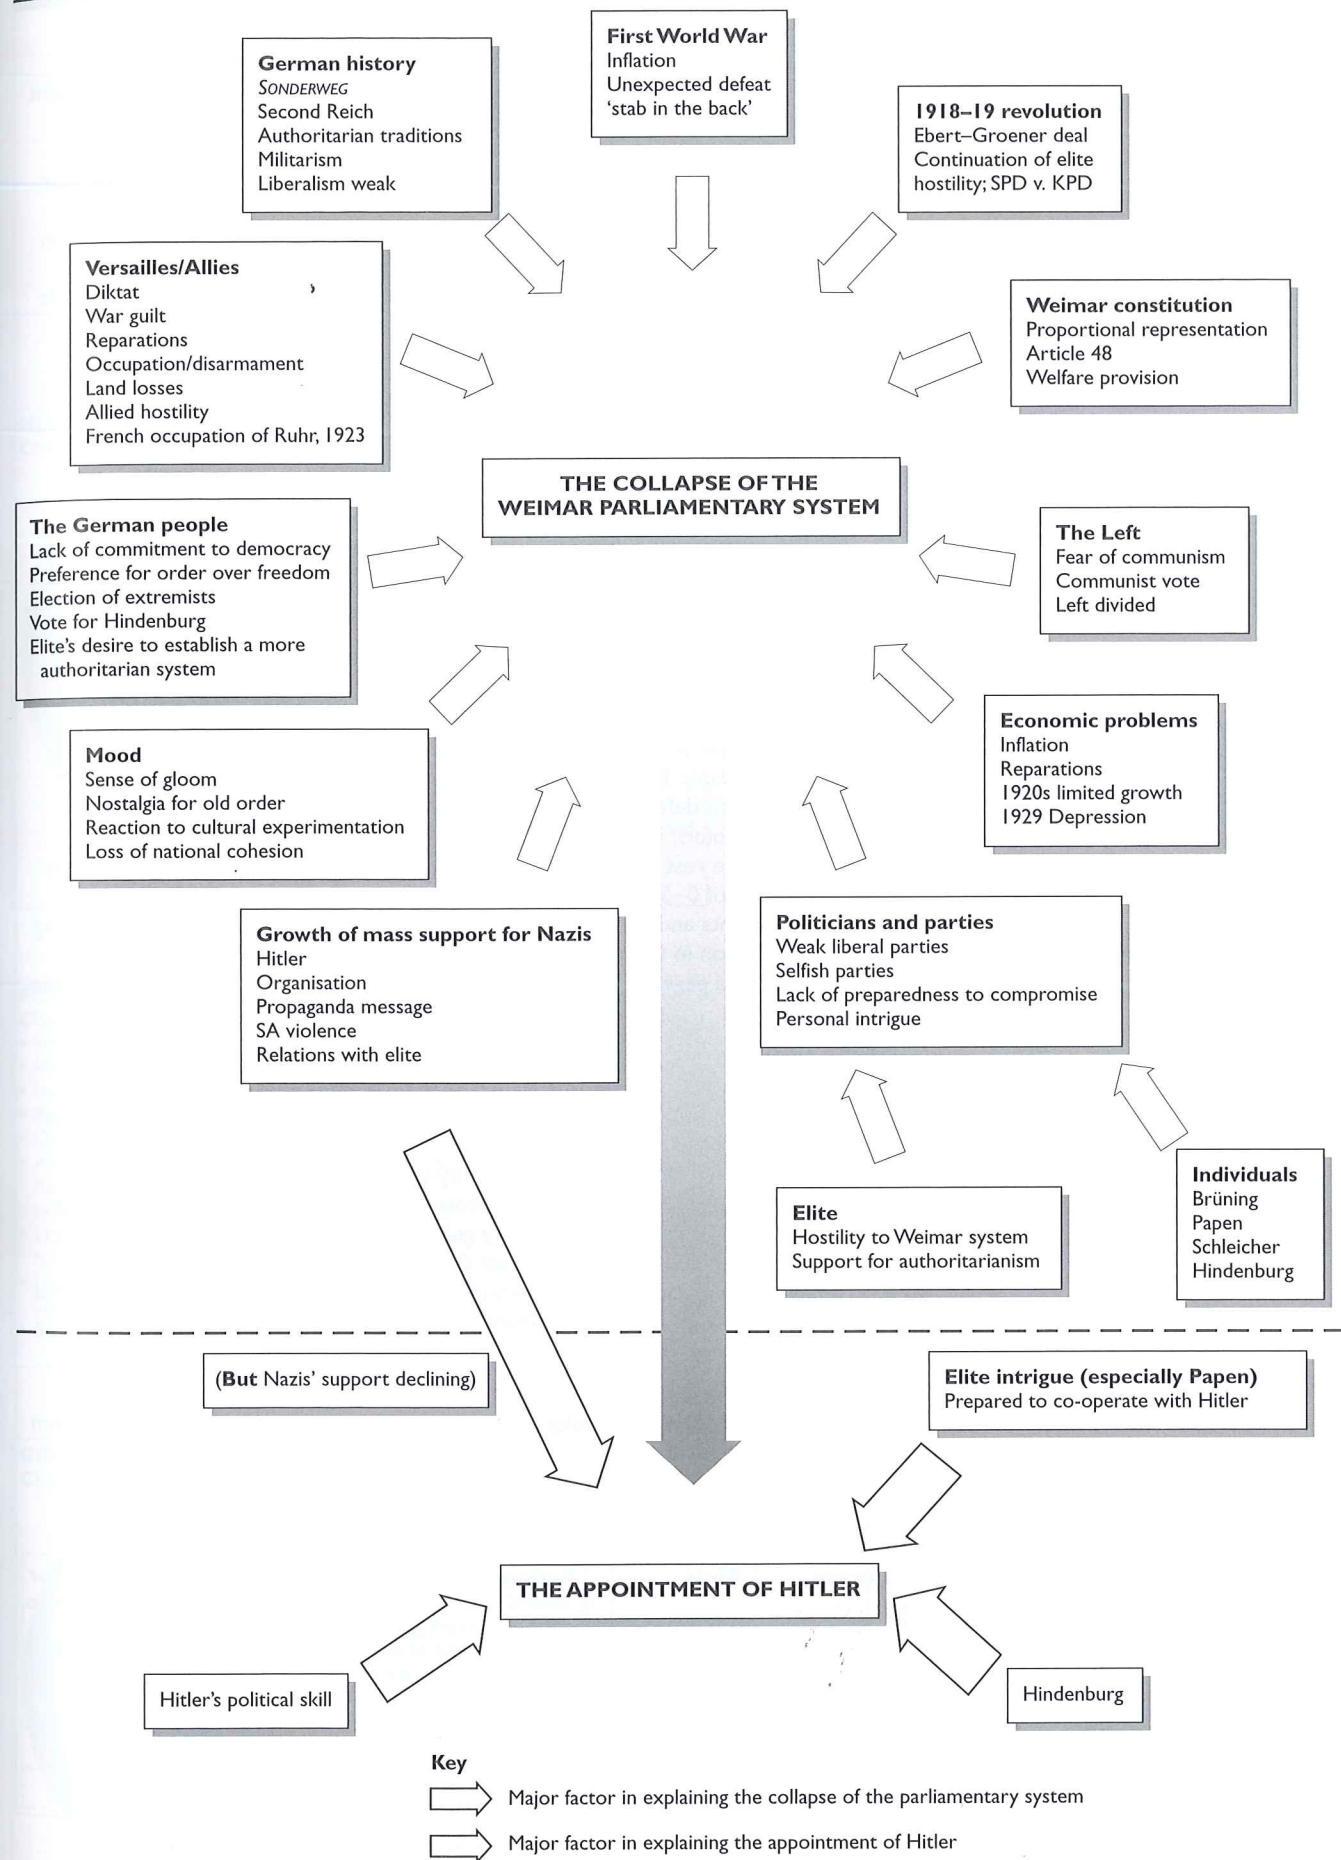 First World War
Inflation
Unexpected defeat
‘stab in the back’
German history
SONDERWEG
Second Reich
Authoritarian traditions
Militarism
Liberalism weak
1918–19 revolution
Ebert–Groener deal
Continuation of elite
hostility; SPD v. KPD
Versailles/Allies
Diktat
War guilt
Reparations
Occupation/disarmament
Land losses
Allied hostility
French occupation of Ruhr, 1923
Weimar constitution
Proportional representation
Article 48
Welfare provision
THE COLLAPSE OF THE
WEIMAR PARLIAMENTARY SYSTEM
The German people
Lack of commitment to democracy
Preference for order over freedom
Election of extremists
Vote for Hindenburg
Elite’s desire to establish a more
authoritarian system
The Left
Fear of communism
Communist vote
Left divided
Mood
Sense of gloom
Nostalgia for old order
Reaction to cultural experimentation
Loss of national cohesion
Economic problems
Inflation
Reparations
1920s limited growth
1929 Depression
Growth of mass support for Nazis
Hitler
Organisation
Propaganda message
SA violence
Relations with elite
Politicians and parties
Weak liberal parties
Selfish parties
Lack of preparedness to compromise
Personal intrigue
Elite
Hostility to Weimar system
Support for authoritarianism
Individuals
Brüning
Papen
Schleicher
Hindenburg
(But Nazis’ support declining)
Elite intrigue (especially Papen)
Prepared to co-operate with Hitler
THE APPOINTMENT OF HITLER
Hitler’s political skill
Hindenburg
Key
Major factor in explaining the collapse of the parliamentary system
Major factor in explaining the appointment of Hitler